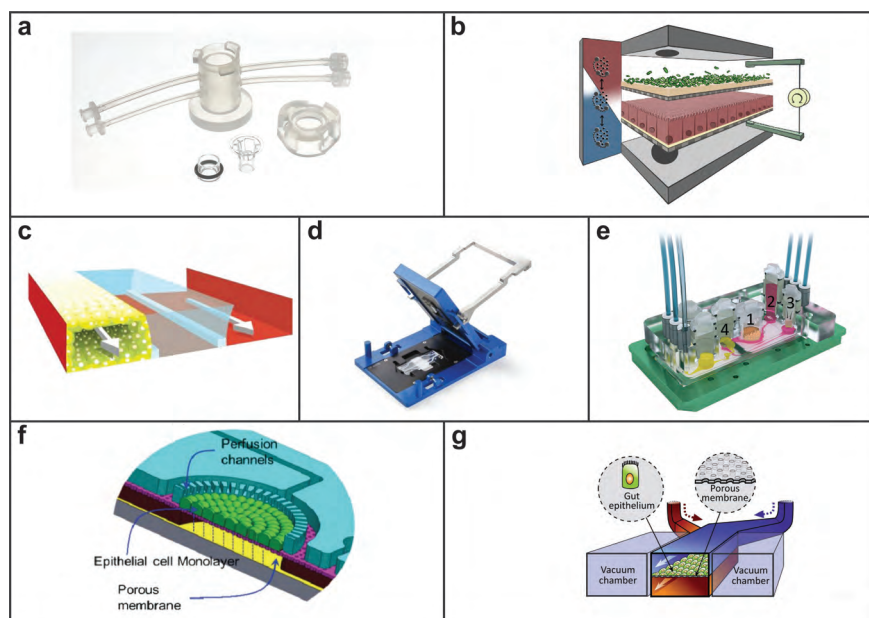 a
b
c
d
e
2
3
1
4
f
Perfusion
channels
Epithelial cell Monolayer
Porous
membrane
g
Gut
epithelium
Porous
membrane
Vacuum
chamber
Vacuum
chamber